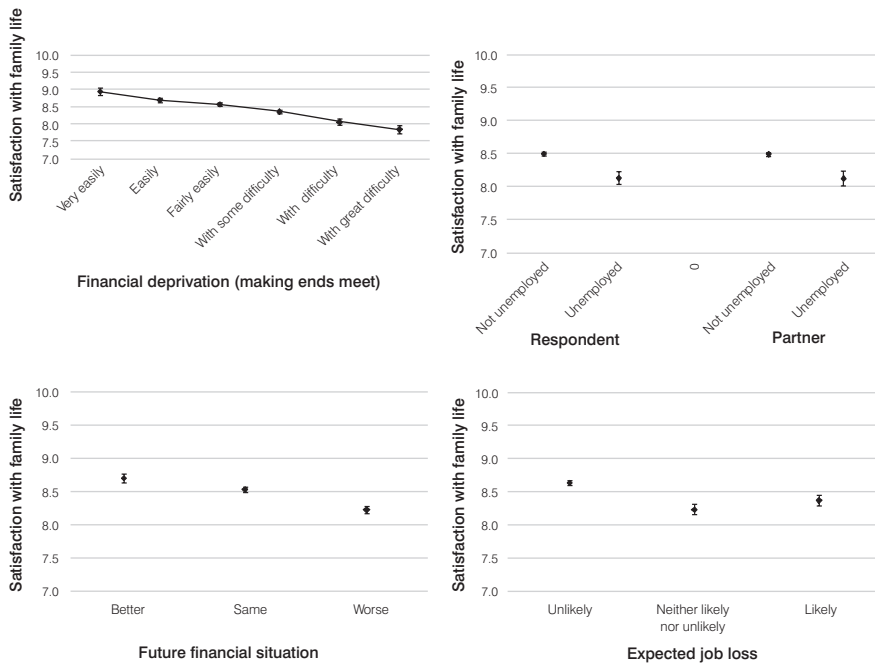 Satisfaction with family life
10.0
9.5
9.0
8.5
8.0
7.5
7.0
Very easily
Easily
Fairly easily
With some difficulty
With difficulty
With great difficulty
Financial deprivation (making ends meet)
Satisfaction with family life
10.0
9.5
9.0
8.5
8.0
7.5
7.0
Not unemployed
Unemployed
0
Not unemployed
Unemployed
Respondent
Partner
Satisfaction with family life
10.0
9.5
9.0
8.5
8.0
7.5
7.0
Better
Same
Worse
Future financial situation
Satisfaction with family life
10.0
9.5
9.0
8.5
8.0
7.5
7.0
Unlikely
Neither likely
nor unlikely
Likely
Expected job loss